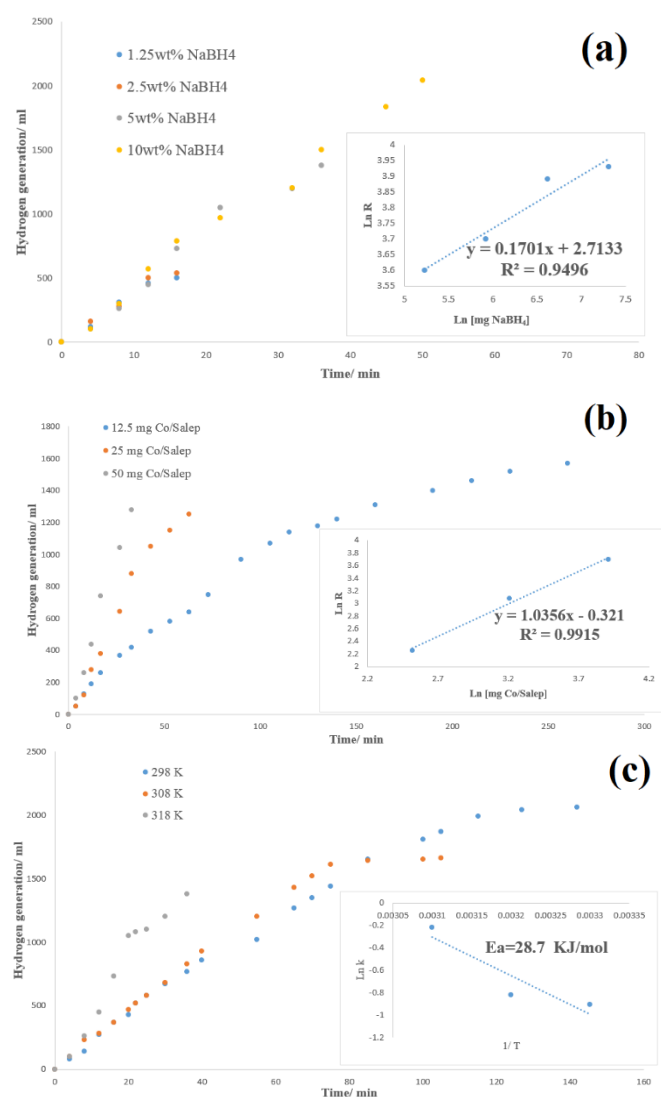 (a)
2500
2000
1500
1000
500
0
0 10 20 30 40 50 60 70 80
Hydrogen generation/ ml
Time/ min
1.25wt% NaBH4
2.5wt% NaBH4
5wt% NaBH4
10wt% NaBH4
4
3.95
3.9
3.85
3.8
3.75
3.7
3.65
3.6
3.55
5 5.5 6 6.5 7 7.5
Ln R
Ln [mg NaBH₄]
y = 0.1701x + 2.7133
R² = 0.9496
(b)
1800
1600
1400
1200
1000
800
600
400
200
0
0 50 100 150 200 250 300
Hydrogen generation/ ml
Time/ min
12.5 mg Co/Salep
25 mg Co/Salep
50 mg Co/Salep
4
3.8
3.6
3.4
3.2
3
2.8
2.6
2.4
2.2
2
2.2 2.7 3.2 3.7 4.2
Ln R
Ln [mg Co/Salep]
y = 1.0356x - 0.321
R² = 0.9915
(c)
2500
2000
1500
1000
500
0
0 20 40 60 80 100 120 140 160
Hydrogen generation/ ml
Time/ min
298 K
308 K
318 K
0.00305 0.0031 0.00315 0.0032 0.00325 0.0033 0.00335
0
-0.2
-0.4
-0.6
-0.8
-1
-1.2
Ln k
1/ T
Ea=28.7 KJ/mol